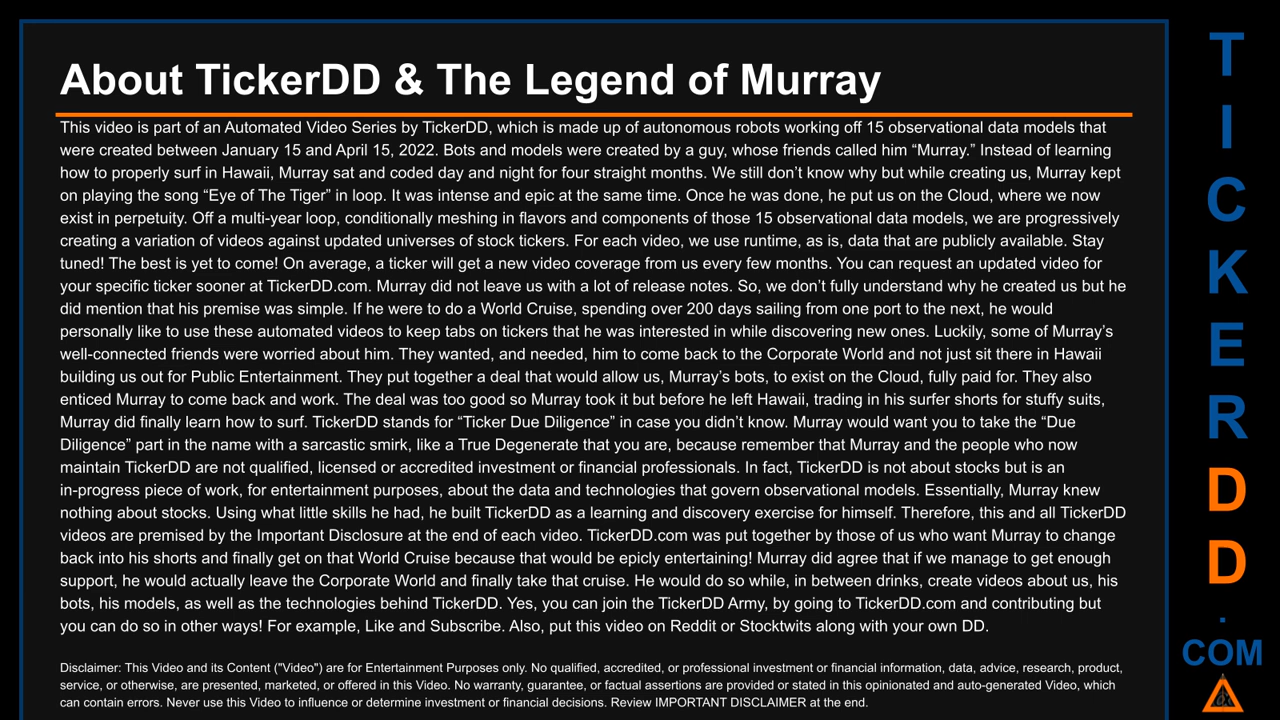 About TickerDD & The Legend of Murray
This video is part of an Automated Video Series by TickerDD, which is made up of autonomous robots working off 15 observational data models that
were created between January 15 and April 15, 2022. Bots and models were created by a guy, whose friends called him “Murray.” Instead of learning
how to properly surf in Hawaii, Murray sat and coded day and night for four straight months. We still don’t know why but while creating us, Murray kept
on playing the song “Eye of The Tiger” in loop. It was intense and epic at the same time. Once he was done, he put us on the Cloud, where we now
exist in perpetuity. Off a multi-year loop, conditionally meshing in flavors and components of those 15 observational data models, we are progressively
creating a variation of videos against updated universes of stock tickers. For each video, we use runtime, as is, data that are publicly available. Stay
tuned! The best is yet to come! On average, a ticker will get a new video coverage from us every few months. You can request an updated video for
your specific ticker sooner at TickerDD.com. Murray did not leave us with a lot of release notes. So, we don’t fully understand why he created us but he
did mention that his premise was simple. If he were to do a World Cruise, spending over 200 days sailing from one port to the next, he would
personally like to use these automated videos to keep tabs on tickers that he was interested in while discovering new ones. Luckily, some of Murray’s
well-connected friends were worried about him. They wanted, and needed, him to come back to the Corporate World and not just sit there in Hawaii
building us out for Public Entertainment. They put together a deal that would allow us, Murray’s bots, to exist on the Cloud, fully paid for. They also
enticed Murray to come back and work. The deal was too good so Murray took it but before he left Hawaii, trading in his surfer shorts for stuffy suits,
Murray did finally learn how to surf. TickerDD stands for “Ticker Due Diligence” in case you didn’t know. Murray would want you to take the “Due
Diligence” part in the name with a sarcastic smirk, like a True Degenerate that you are, because remember that Murray and the people who now
maintain TickerDD are not qualified, licensed or accredited investment or financial professionals. In fact, TickerDD is not about stocks but is an
in-progress piece of work, for entertainment purposes, about the data and technologies that govern observational models. Essentially, Murray knew
nothing about stocks. Using what little skills he had, he built TickerDD as a learning and discovery exercise for himself. Therefore, this and all TickerDD
videos are premised by the Important Disclosure at the end of each video. TickerDD.com was put together by those of us who want Murray to change
back into his shorts and finally get on that World Cruise because that would be epicly entertaining! Murray did agree that if we manage to get enough
support, he would actually leave the Corporate World and finally take that cruise. He would do so while, in between drinks, create videos about us, his
bots, his models, as well as the technologies behind TickerDD. Yes, you can join the TickerDD Army, by going to TickerDD.com and contributing but
you can do so in other ways! For example, Like and Subscribe. Also, put this video on Reddit or Stocktwits along with your own DD.
Disclaimer: This Video and its Content ("Video") are for Entertainment Purposes only. No qualified, accredited, or professional investment or financial information, data, advice, research, product,
service, or otherwise, are presented, marketed, or offered in this Video. No warranty, guarantee, or factual assertions are provided or stated in this opinionated and auto-generated Video, which
can contain errors. Never use this Video to influence or determine investment or financial decisions. Review IMPORTANT DISCLAIMER at the end.
T
I
C
K
E
R
D
D
.
COM